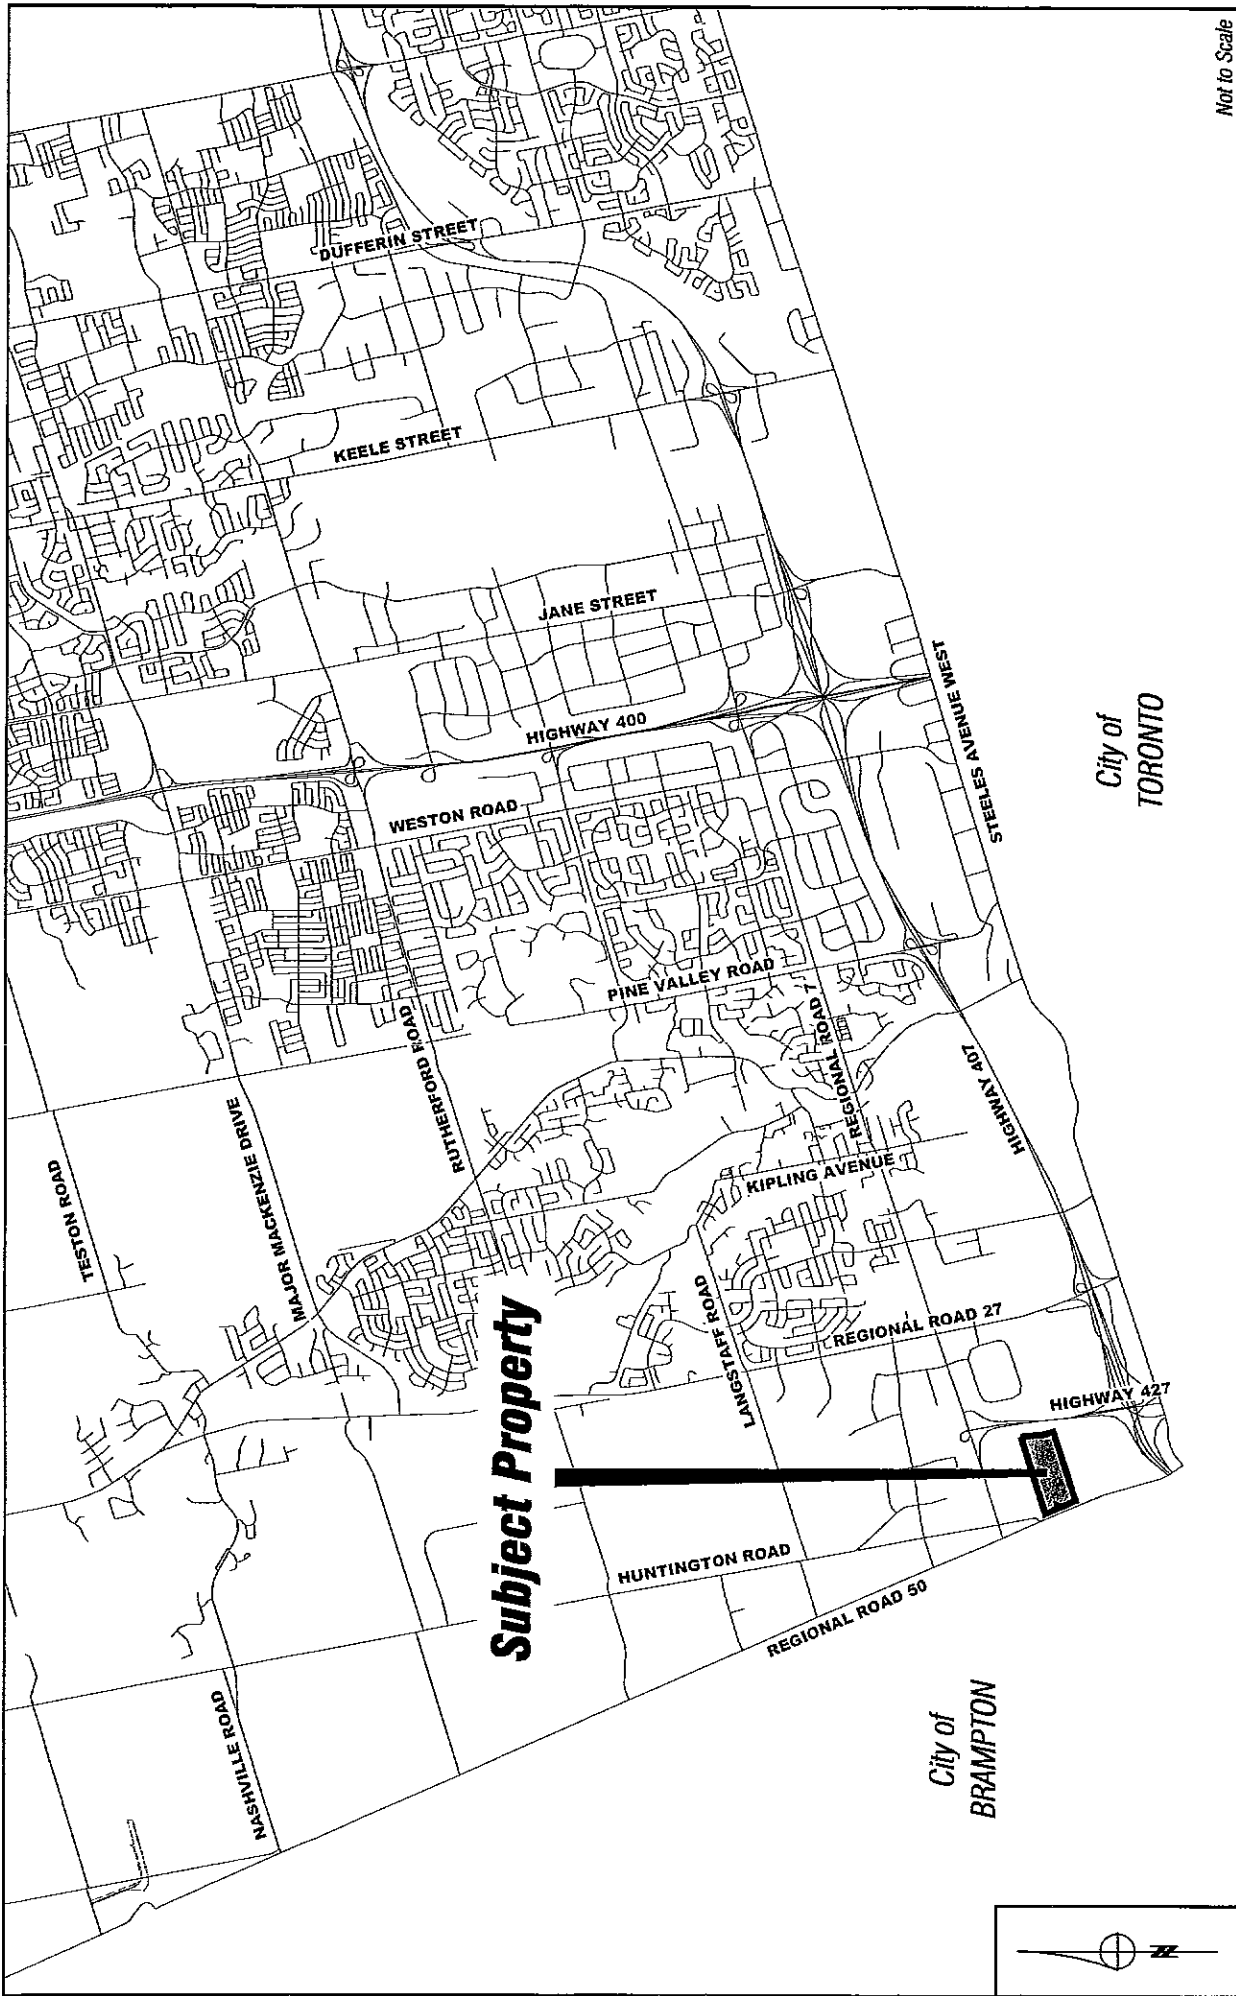 Not to Scale
DUFFERIN STREET
KEELE STREET
JANE STREET
HIGHWAY 400
WESTON ROAD
STEELES AVENUE WEST
City of
TORONTO
PINE VALLEY ROAD
RUTHERFORD ROAD
REGIONAL ROAD 7
HIGHWAY 407
MAJOR MACKENZIE DRIVE
TESTON ROAD
KIPLING AVENUE
LANGSTAFF ROAD
REGIONAL ROAD 27
HIGHWAY 427
Subject Property
HUNTINGTON ROAD
REGIONAL ROAD 50
NASHVILLE ROAD
City of
BRAMPTON
N